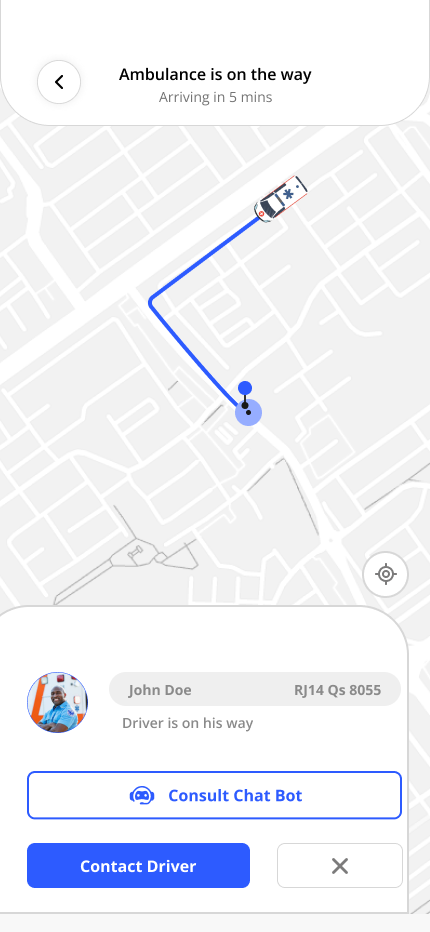 Ambulance is on the way
Arriving in 5 mins
John Doe RJ14 Qs 8055
Driver is on his way
Consult Chat Bot
Contact Driver